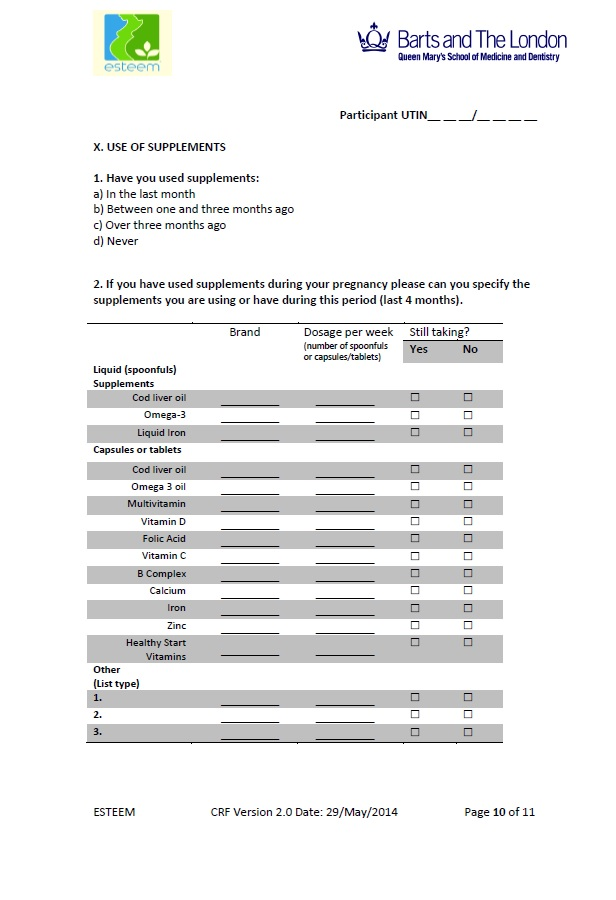 esteem
Barts and The London
Queen Mary's School of Medicine and Dentistry
Participant UTIN__ __ __/__ __ __ __
X. USE OF SUPPLEMENTS
1. Have you used supplements:
a) In the last month
b) Between one and three months ago
c) Over three months ago
d) Never
2. If you have used supplements during your pregnancy please can you specify the
supplements you are using or have during this period (last 4 months).
Brand Dosage per week Still taking?
(number of spoonfuls Yes No
or capsules/tablets)
Liquid (spoonfuls)
Supplements
Cod liver oil ☐ ☐
Omega-3 ☐ ☐
Liquid Iron ☐ ☐
Capsules or tablets
Cod liver oil ☐ ☐
Omega 3 oil ☐ ☐
Multivitamin ☐ ☐
Vitamin D ☐ ☐
Folic Acid ☐ ☐
Vitamin C ☐ ☐
B Complex ☐ ☐
Calcium ☐ ☐
Iron ☐ ☐
Zinc ☐ ☐
Healthy Start ☐ ☐
Vitamins
Other
(List type)
1. ☐ ☐
2. ☐ ☐
3. ☐ ☐
ESTEEM CRF Version 2.0 Date: 29/May/2014 Page 10 of 11